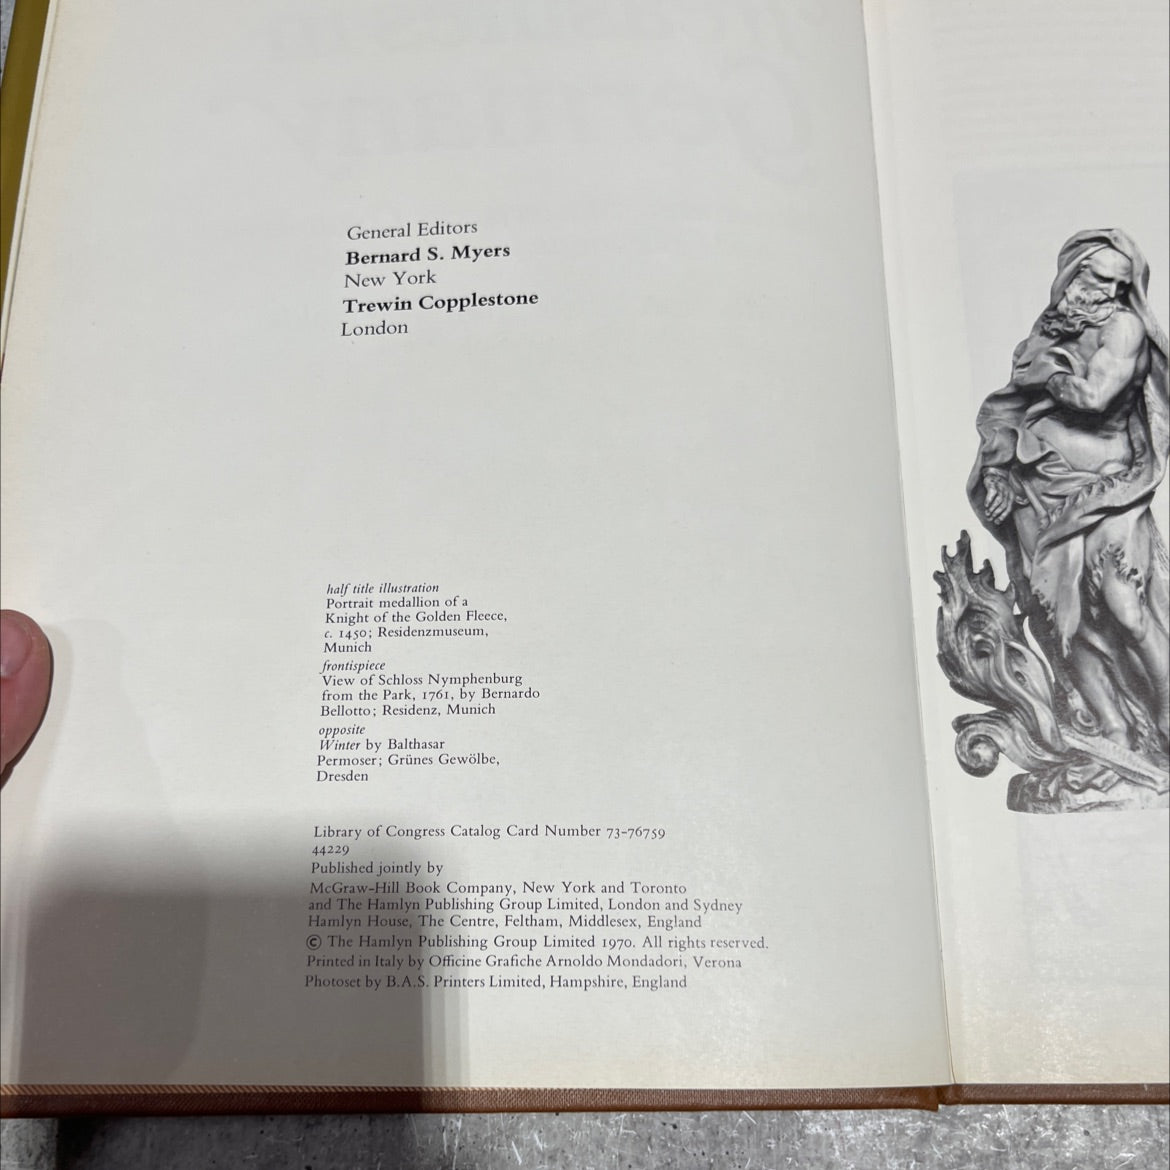 General Editors
Bernard S. Myers
New York
Trewin Copplestone
London
half title illustration
Portrait medallion of a
Knight of the Golden Fleece,
c. 1450; Residenzmuseum,
Munich
frontispiece
View of Schloss Nymphenburg
from the Park, 1761, by Bernardo
Bellotto; Residenz, Munich
opposite
Winter by Balthasar
Permoser; Grünes Gewölbe,
Dresden
Library of Congress Catalog Card Number 73-76759
44229
Published jointly by
McGraw-Hill Book Company, New York and Toronto
and The Hamlyn Publishing Group Limited, London and Sydney
Hamlyn House, The Centre, Feltham, Middlesex, England
© The Hamlyn Publishing Group Limited 1970. All rights reserved.
Printed in Italy by Officine Grafiche Arnoldo Mondadori, Verona
Photoset by B.A.S. Printers Limited, Hampshire, England